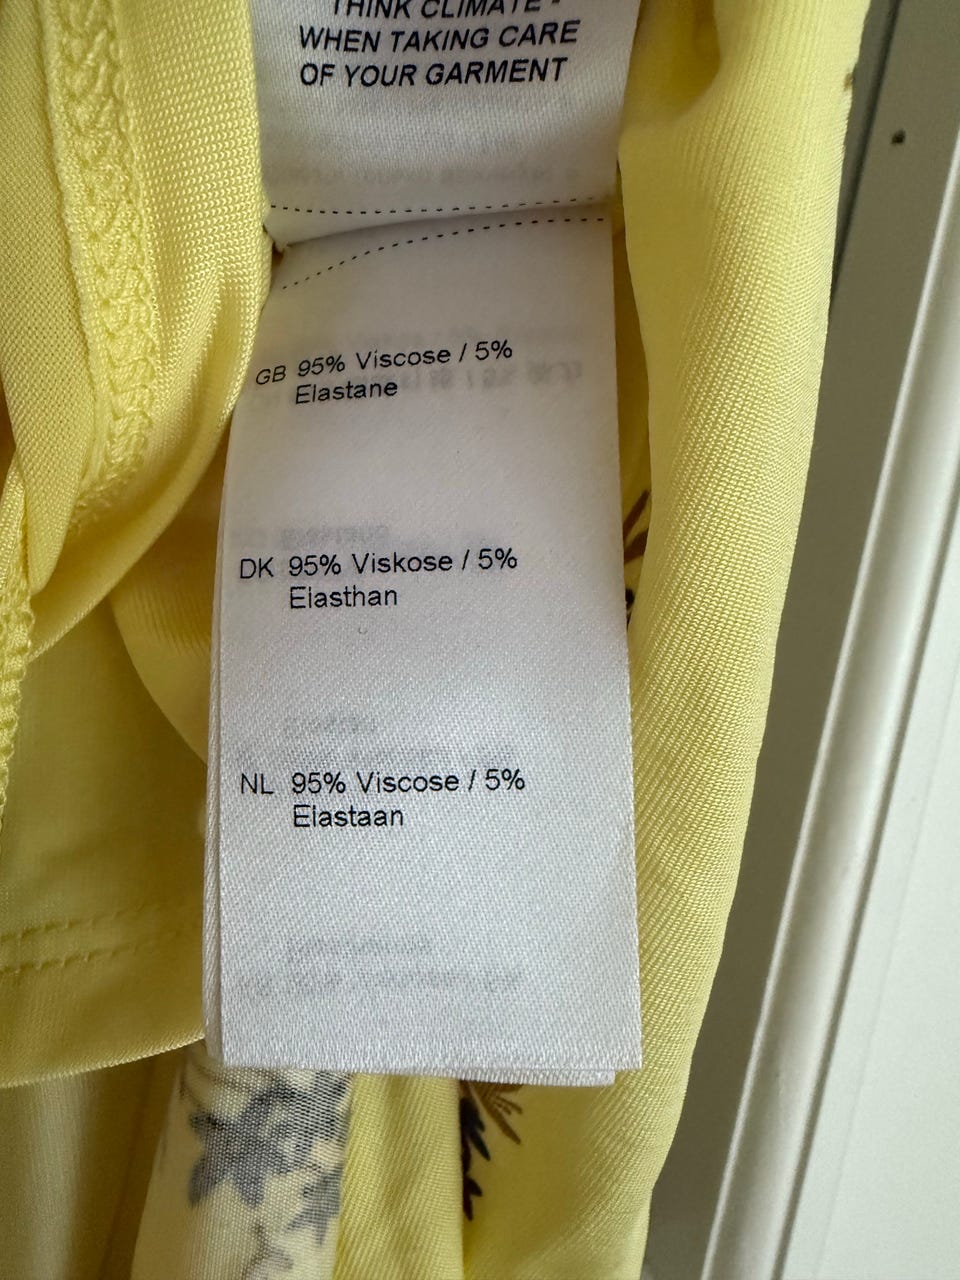 THINK CLIMATE -
WHEN TAKING CARE
OF YOUR GARMENT
GB 95% Viscose / 5%
Elastane
DK 95% Viskose / 5%
Elasthan
NL 95% Viscose / 5%
Elastaan